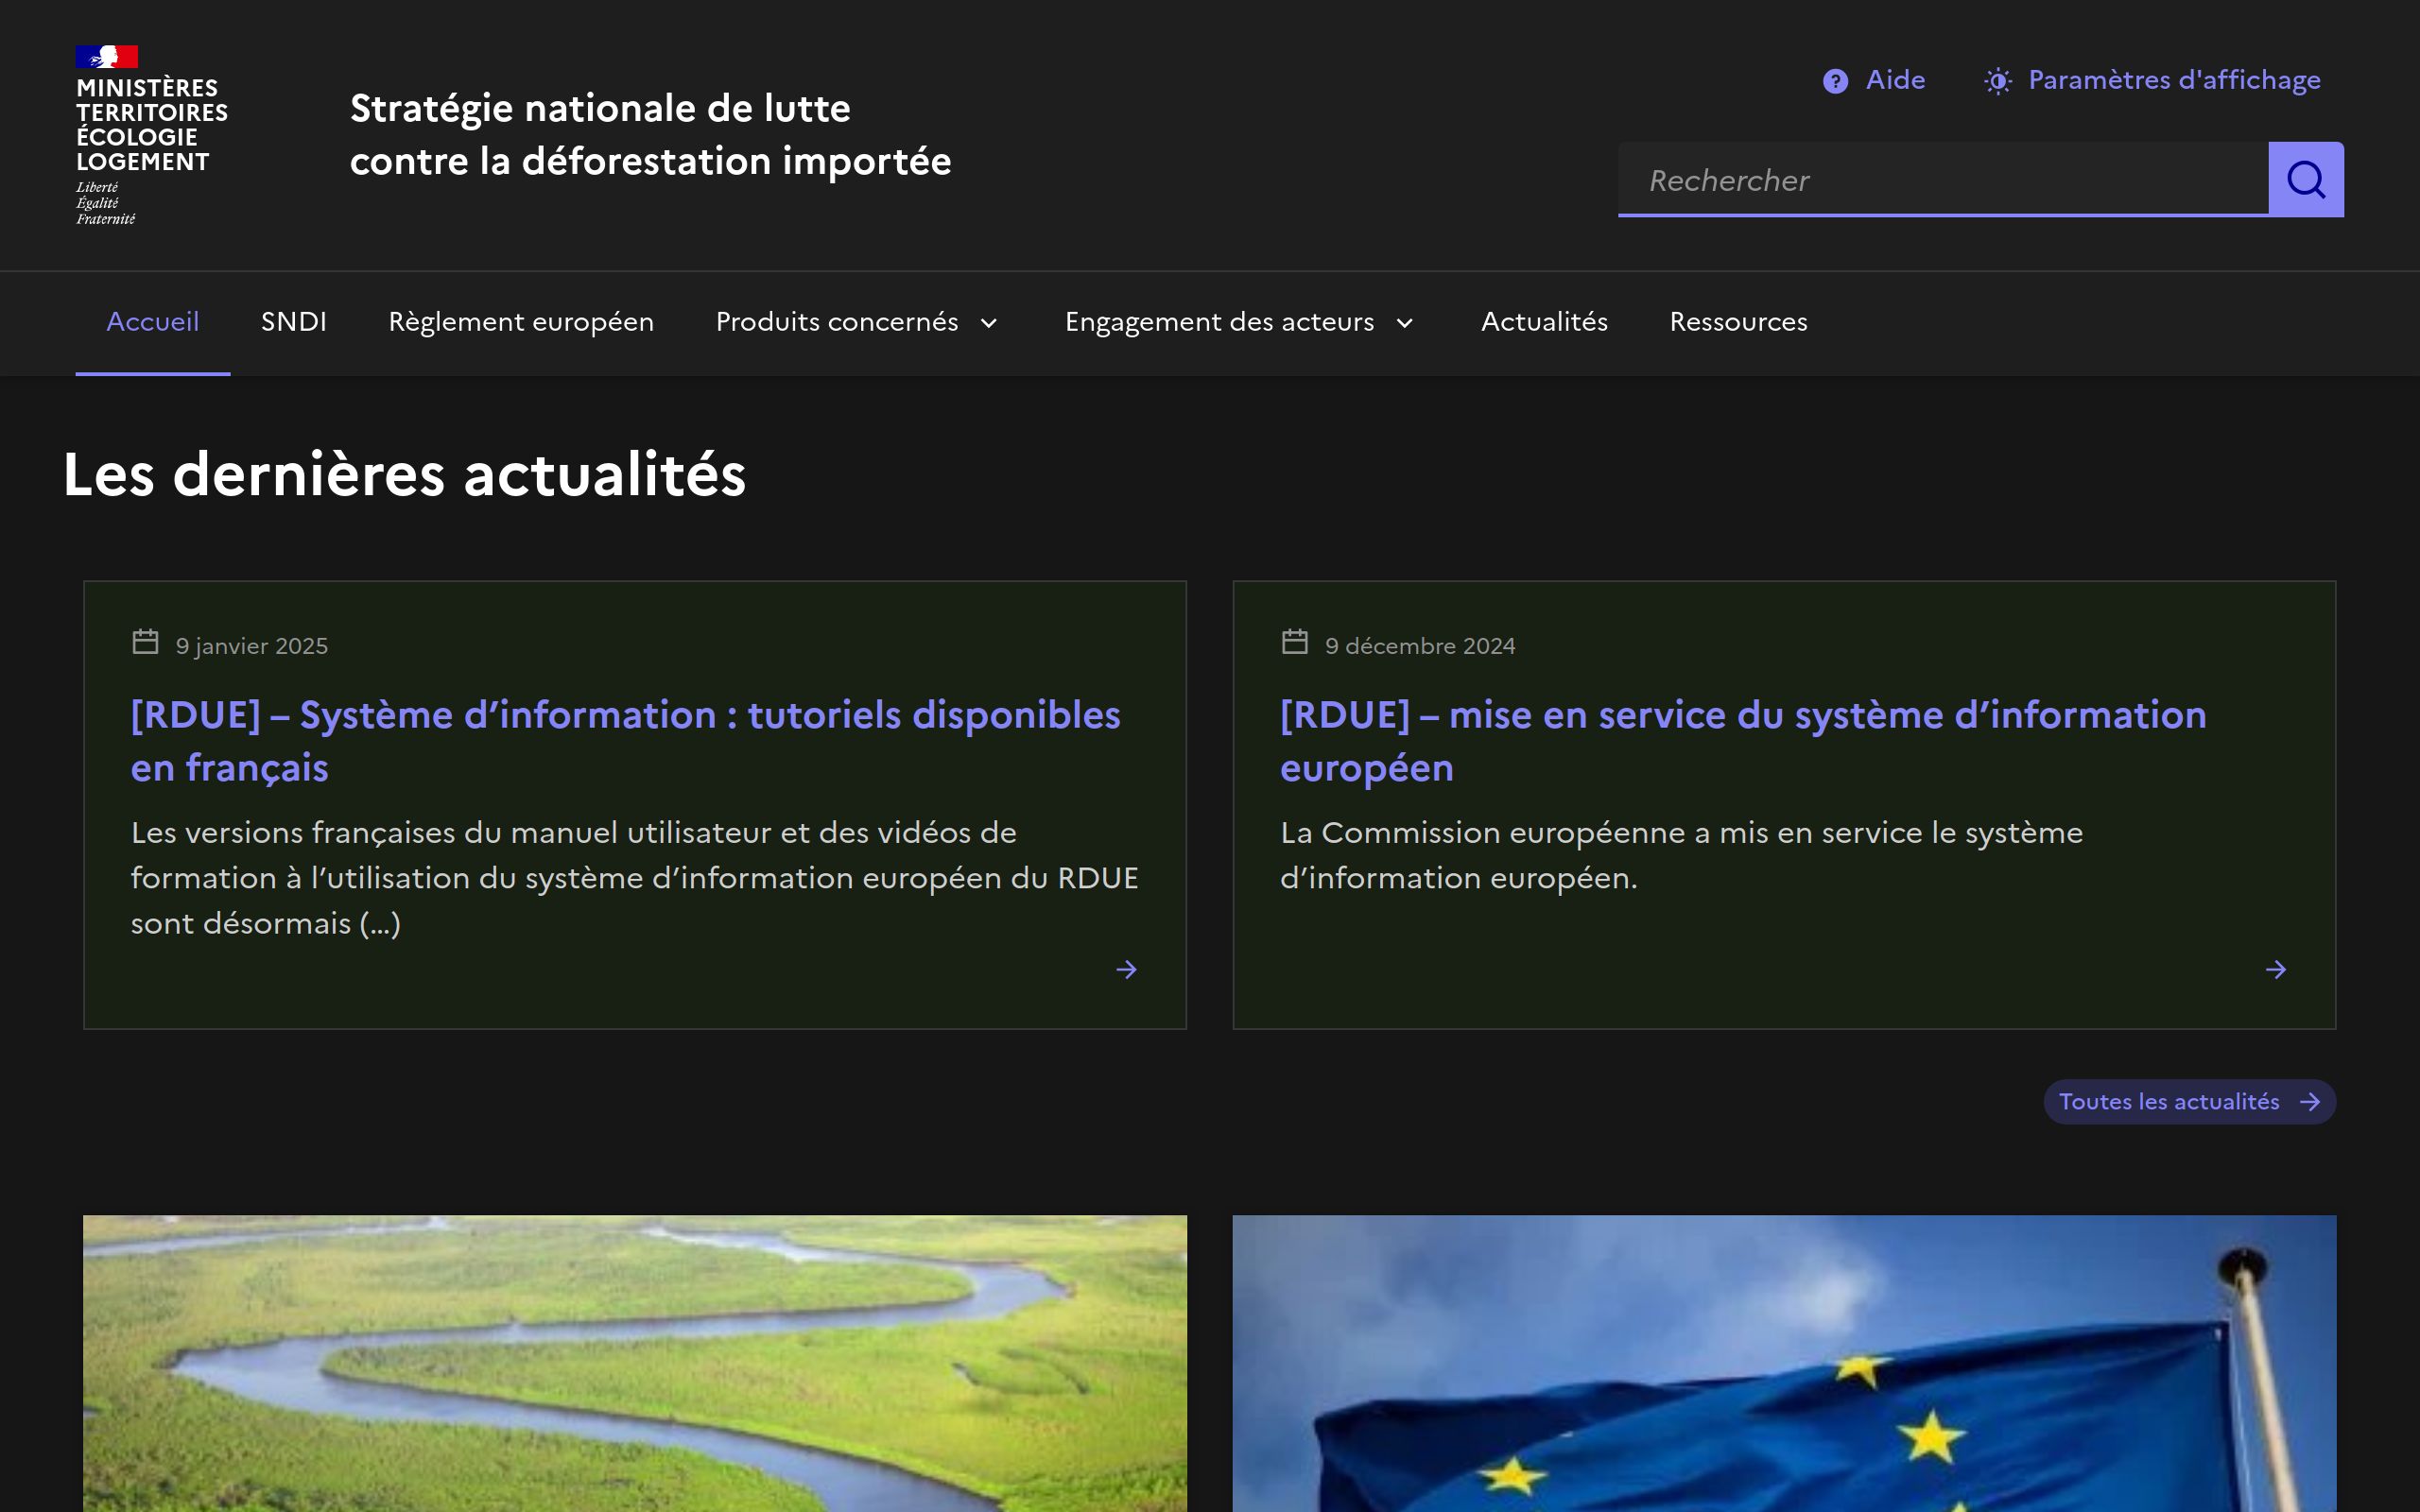 MINISTÈRES
TERRITOIRES
ÉCOLOGIE
LOGEMENT
Liberté
Égalité
Fraternité
Stratégie nationale de lutte
contre la déforestation importée
Aide
Paramètres d'affichage
Rechercher
Accueil
SNDI
Règlement européen
Produits concernés
Engagement des acteurs
Actualités
Ressources
Les dernières actualités
9 janvier 2025
[RDUE] – Système d’information : tutoriels disponibles
en français
Les versions françaises du manuel utilisateur et des vidéos de
formation à l’utilisation du système d’information européen du RDUE
sont désormais (…)
9 décembre 2024
[RDUE] – mise en service du système d’information
européen
La Commission européenne a mis en service le système
d’information européen.
Toutes les actualités